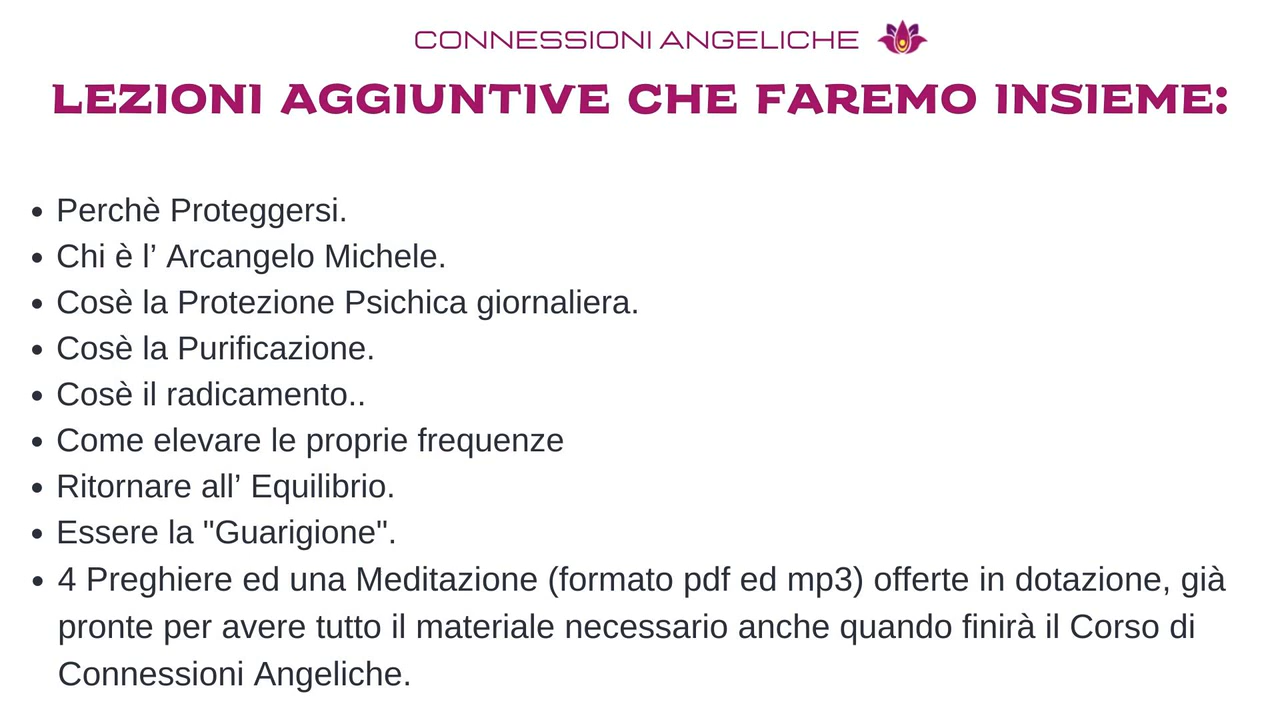 CONNESSIONI ANGELICHE
LEZIONI AGGIUNTIVE CHE FAREMO INSIEME:
• Perchè Proteggersi.
• Chi è l’ Arcangelo Michele.
• Cosè la Protezione Psichica giornaliera.
• Cosè la Purificazione.
• Cosè il radicamento..
• Come elevare le proprie frequenze
• Ritornare all’ Equilibrio.
• Essere la "Guarigione".
• 4 Preghiere ed una Meditazione (formato pdf ed mp3) offerte in dotazione, già
pronte per avere tutto il materiale necessario anche quando finirà il Corso di
Connessioni Angeliche.